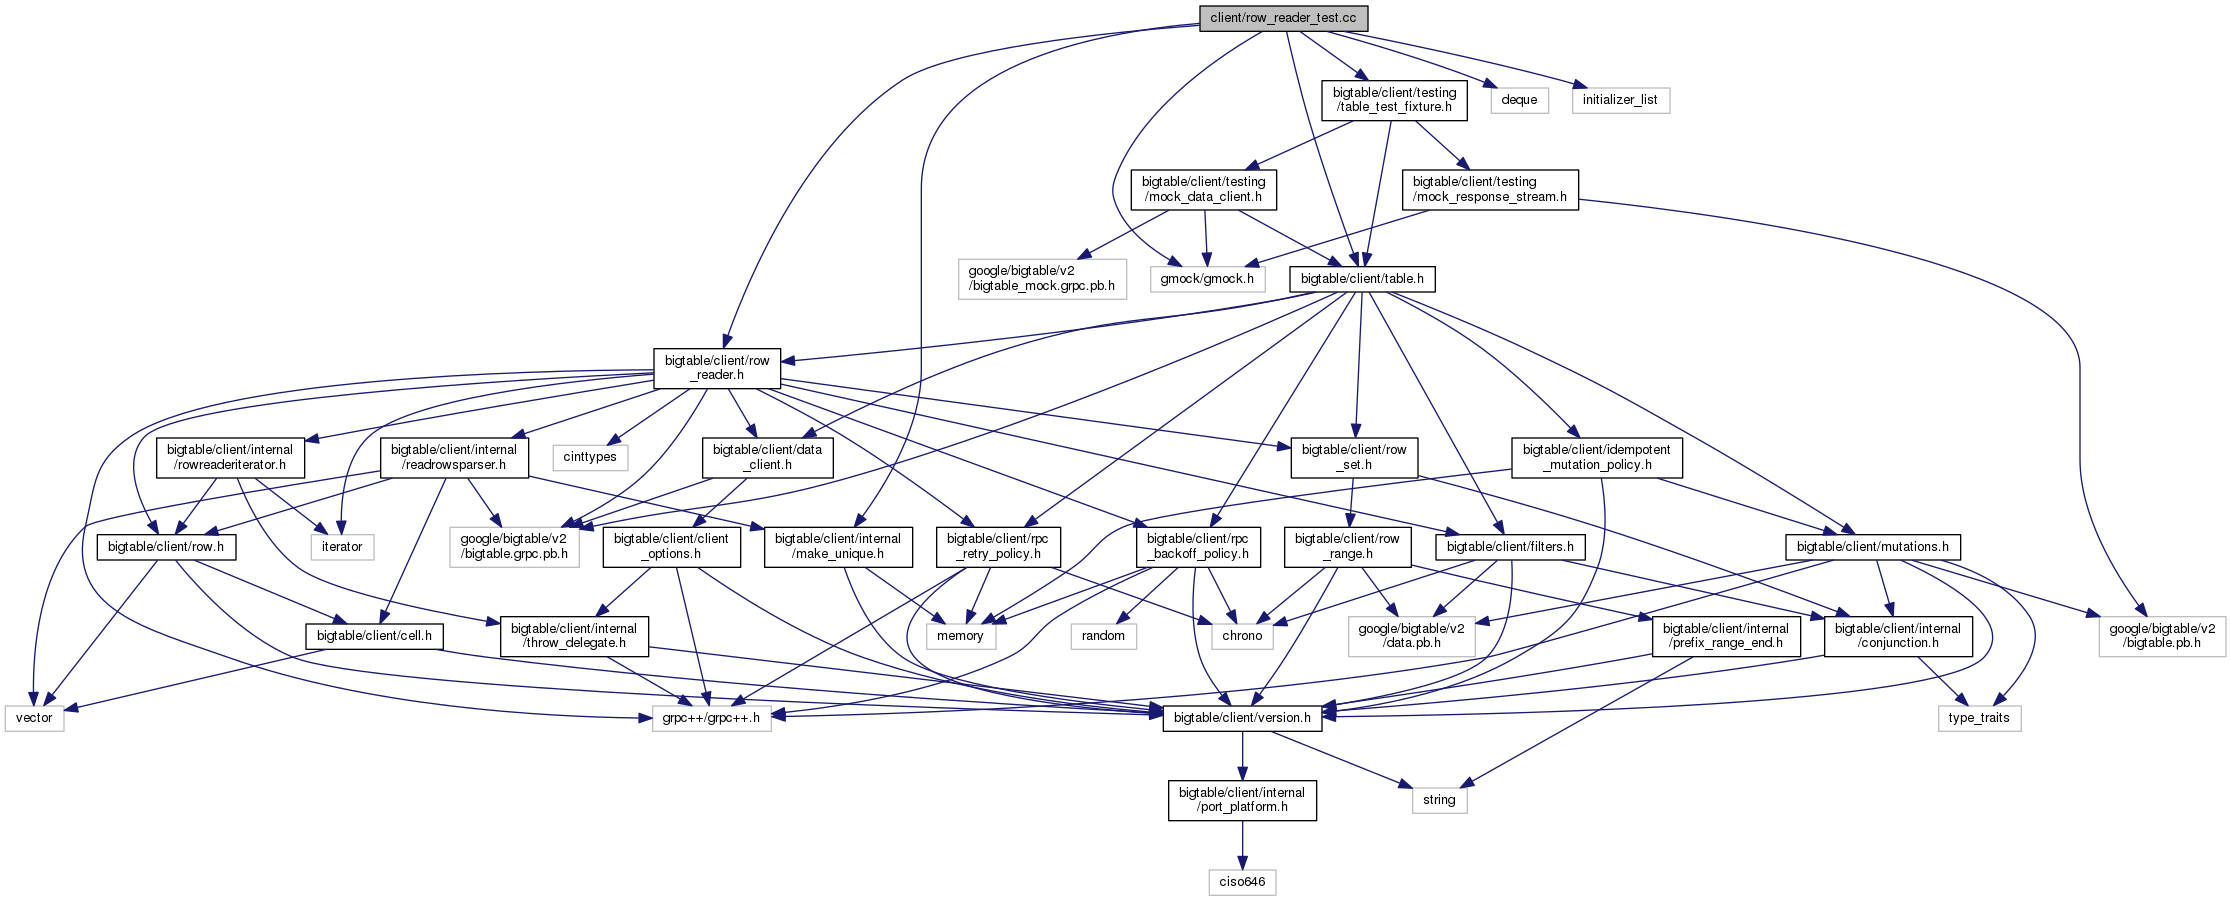 client/row_reader_test.cc
bigtable/client/testing
/table_test_fixture.h
deque
initializer_list
bigtable/client/testing
/mock_data_client.h
bigtable/client/testing
/mock_response_stream.h
google/bigtable/v2
/bigtable_mock.grpc.pb.h
gmock/gmock.h
bigtable/client/table.h
bigtable/client/row
_reader.h
bigtable/client/internal
/rowreaderiterator.h
bigtable/client/internal
/readrowsparser.h
cinttypes
bigtable/client/data
_client.h
bigtable/client/row
_set.h
bigtable/client/idempotent
_mutation_policy.h
bigtable/client/row.h
iterator
google/bigtable/v2
/bigtable.grpc.pb.h
bigtable/client/client
_options.h
bigtable/client/internal
/make_unique.h
bigtable/client/rpc
_retry_policy.h
bigtable/client/rpc
_backoff_policy.h
bigtable/client/row
_range.h
bigtable/client/filters.h
bigtable/client/mutations.h
bigtable/client/cell.h
bigtable/client/internal
/throw_delegate.h
memory
random
chrono
google/bigtable/v2
/data.pb.h
bigtable/client/internal
/prefix_range_end.h
bigtable/client/internal
/conjunction.h
google/bigtable/v2
/bigtable.pb.h
vector
grpc++/grpc++.h
bigtable/client/version.h
type_traits
bigtable/client/internal
/port_platform.h
string
ciso646